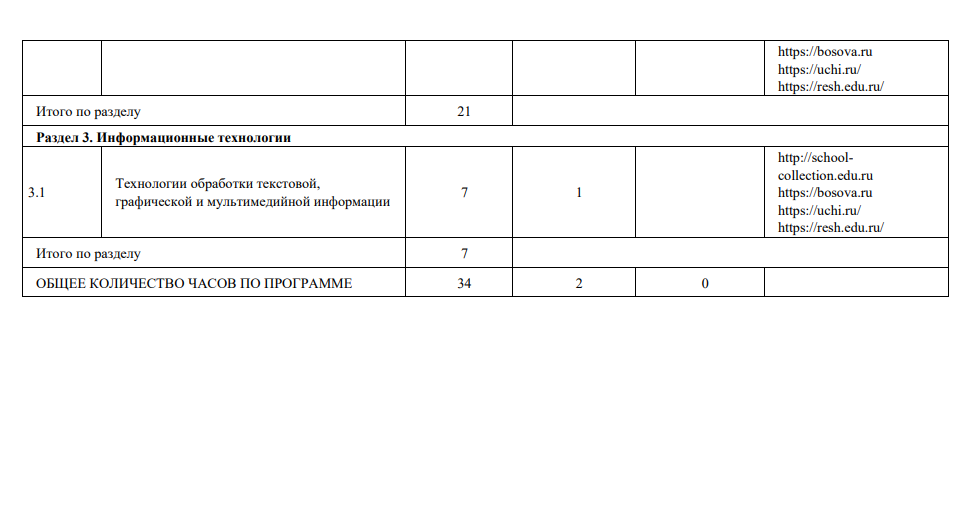 https://bosova.ru
https://uchi.ru/
https://resh.edu.ru/
Итого по разделу 21
Раздел 3. Информационные технологии
3.1 Технологии обработки текстовой, графической и мультимедийной информации 7 1
http://school-
collection.edu.ru
https://bosova.ru
https://uchi.ru/
https://resh.edu.ru/
Итого по разделу 7
ОБЩЕЕ КОЛИЧЕСТВО ЧАСОВ ПО ПРОГРАММЕ 34 2 0